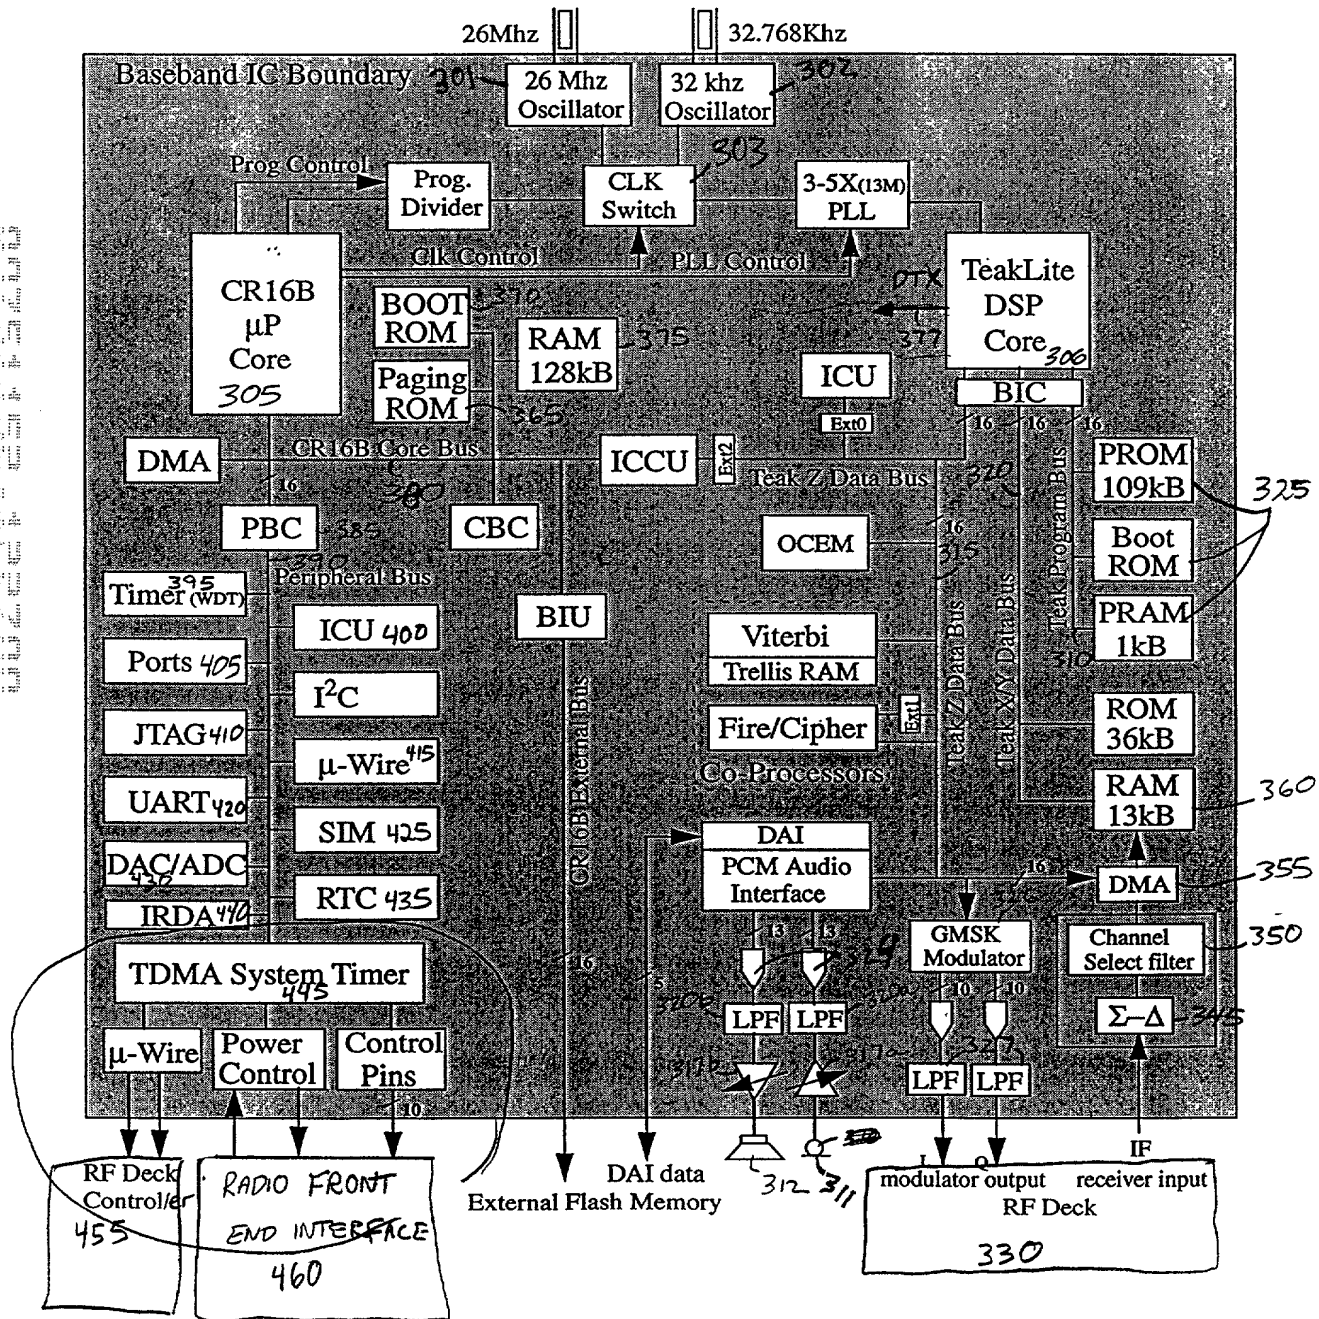 26Mhz
32.768Khz
Baseband IC Boundary
301
26 Mhz
Oscillator
32 khz
Oscillator
302
303
Prog Control
Prog.
Divider
CLK
Switch
3-5X(13M)
PLL
Clk Control
PLL Control
CR16B
µP
Core
305
BOOT
ROM
370
Paging
ROM
365
RAM
128kB
375
DTX
377
TeakLite
DSP
Core
306
ICU
Ext0
BIC
16
16
16
DMA
CR16B Core Bus
380
ICCU
Ext2
Teak Z Data Bus
320
Teak Program Bus
PROM
109kB
325
16
PBC
385
390
CBC
OCEM
16
315
Boot
ROM
Peripheral Bus
Timer (WDT)
395
ICU 400
BIU
Viterbi
Trellis RAM
PRAM
1kB
310
Ports 405
I²C
Fire/Cipher
Ext1
Teak Z Data Bus
Teak X/Y Data Bus
ROM
36kB
JTAG 410
µ-Wire 415
Co-Processors
CR16B External Bus
UART 420
SIM 425
RAM
13kB
360
DAC/ADC
430
RTC 435
DAI
PCM Audio
Interface
16
DMA
355
IRDA 440
13
13
324
GMSK
Modulator
Channel
Select filter
350
TDMA System Timer
445
16
5
LPF
LPF
10
10
Σ–Δ
345
µ-Wire
Power
Control
Control
Pins
10
317b
317a
LPF
LPF
327
RF Deck
Control/er
455
RADIO FRONT
END INTERFACE
460
DAI data
External Flash Memory
312
311
I
Q
IF
modulator output
receiver input
RF Deck
330